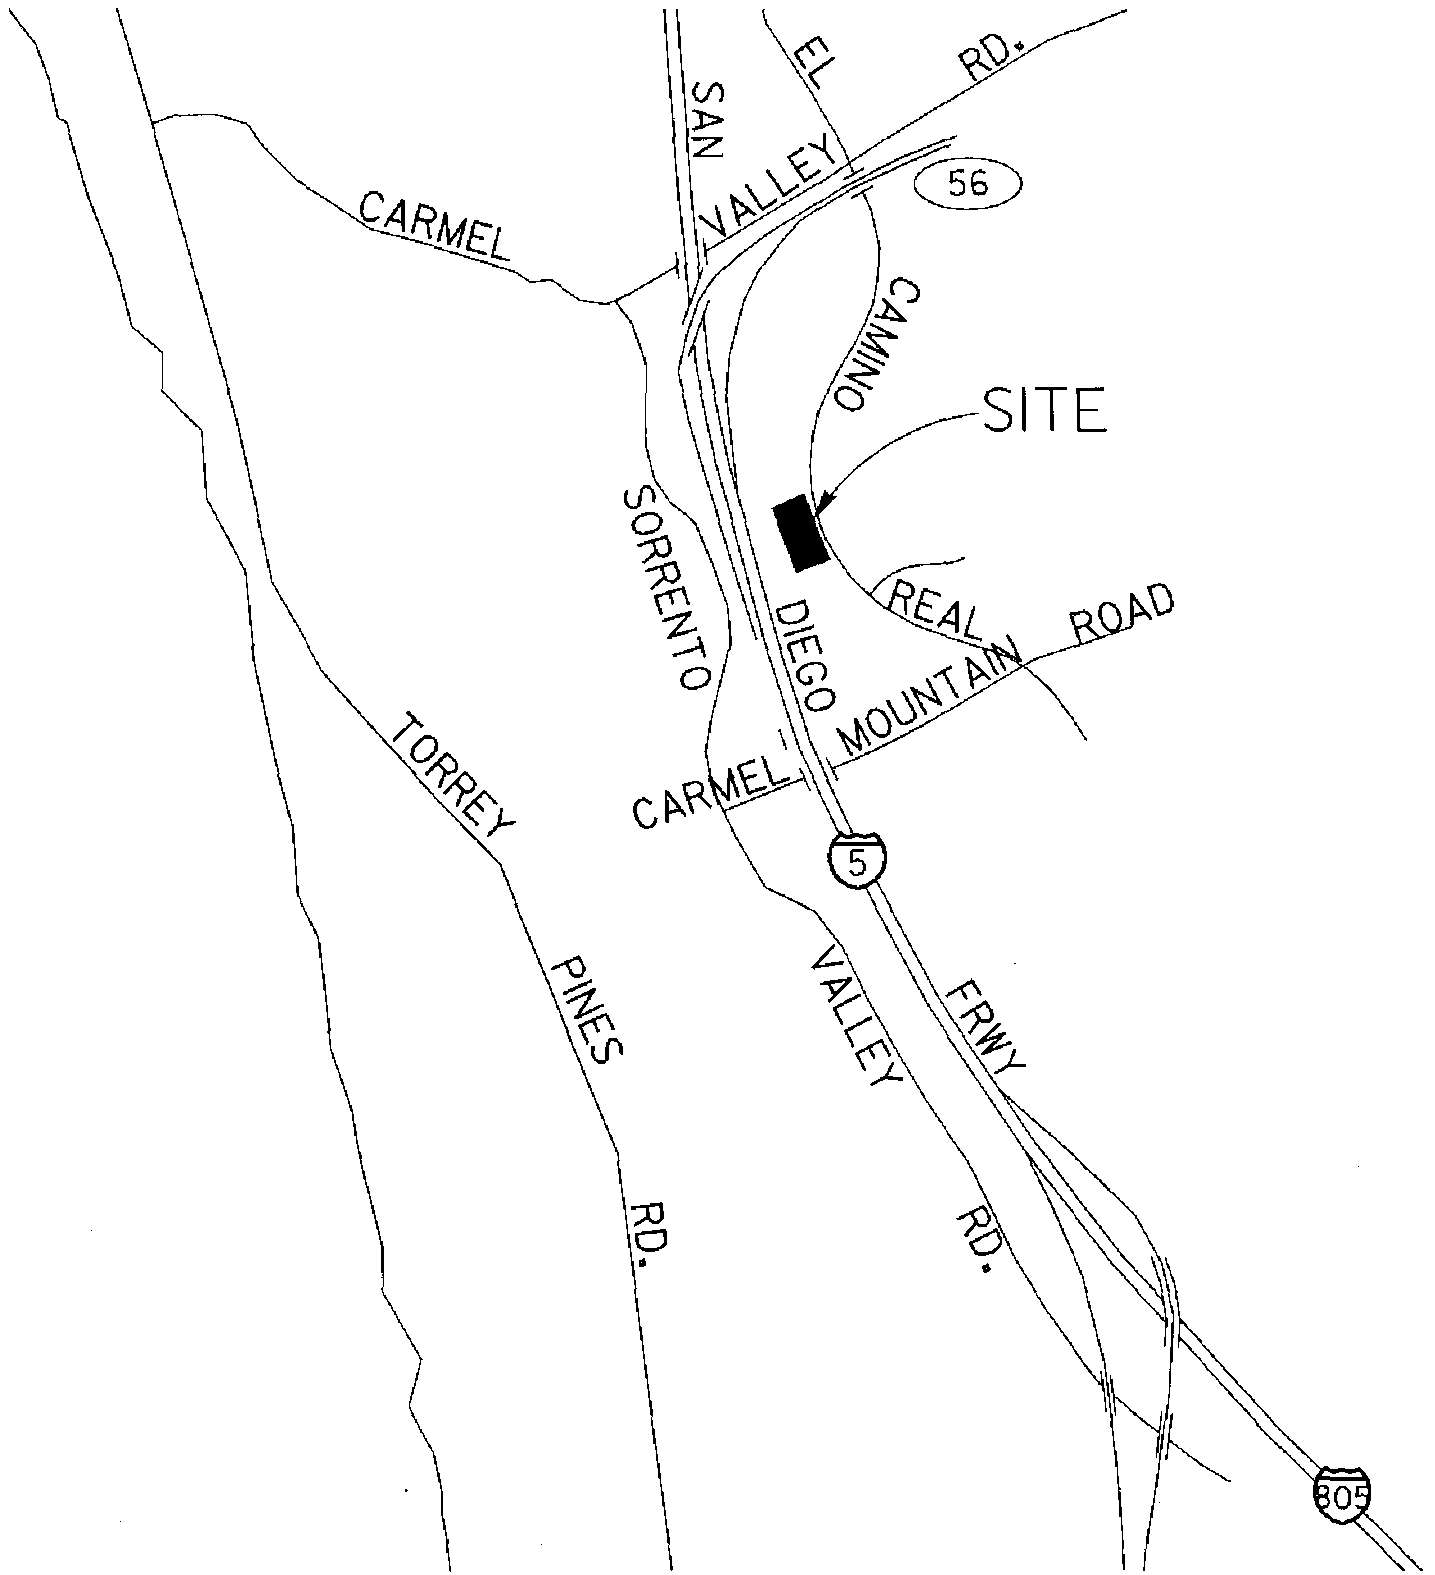 EL
RD.
SAN
VALLEY
56
CARMEL
CAMINO
SITE
SORRENTO
REAL
ROAD
DIEGO
MOUNTAIN
CARMEL
TORREY
5
VALLEY
PINES
FRWY
RD.
RD.
805